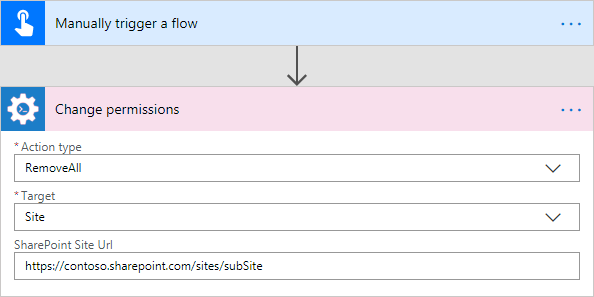 Manually trigger a flow
Change permissions
* Action type
RemoveAll
* Target
Site
SharePoint Site Url
https://contoso.sharepoint.com/sites/subSite